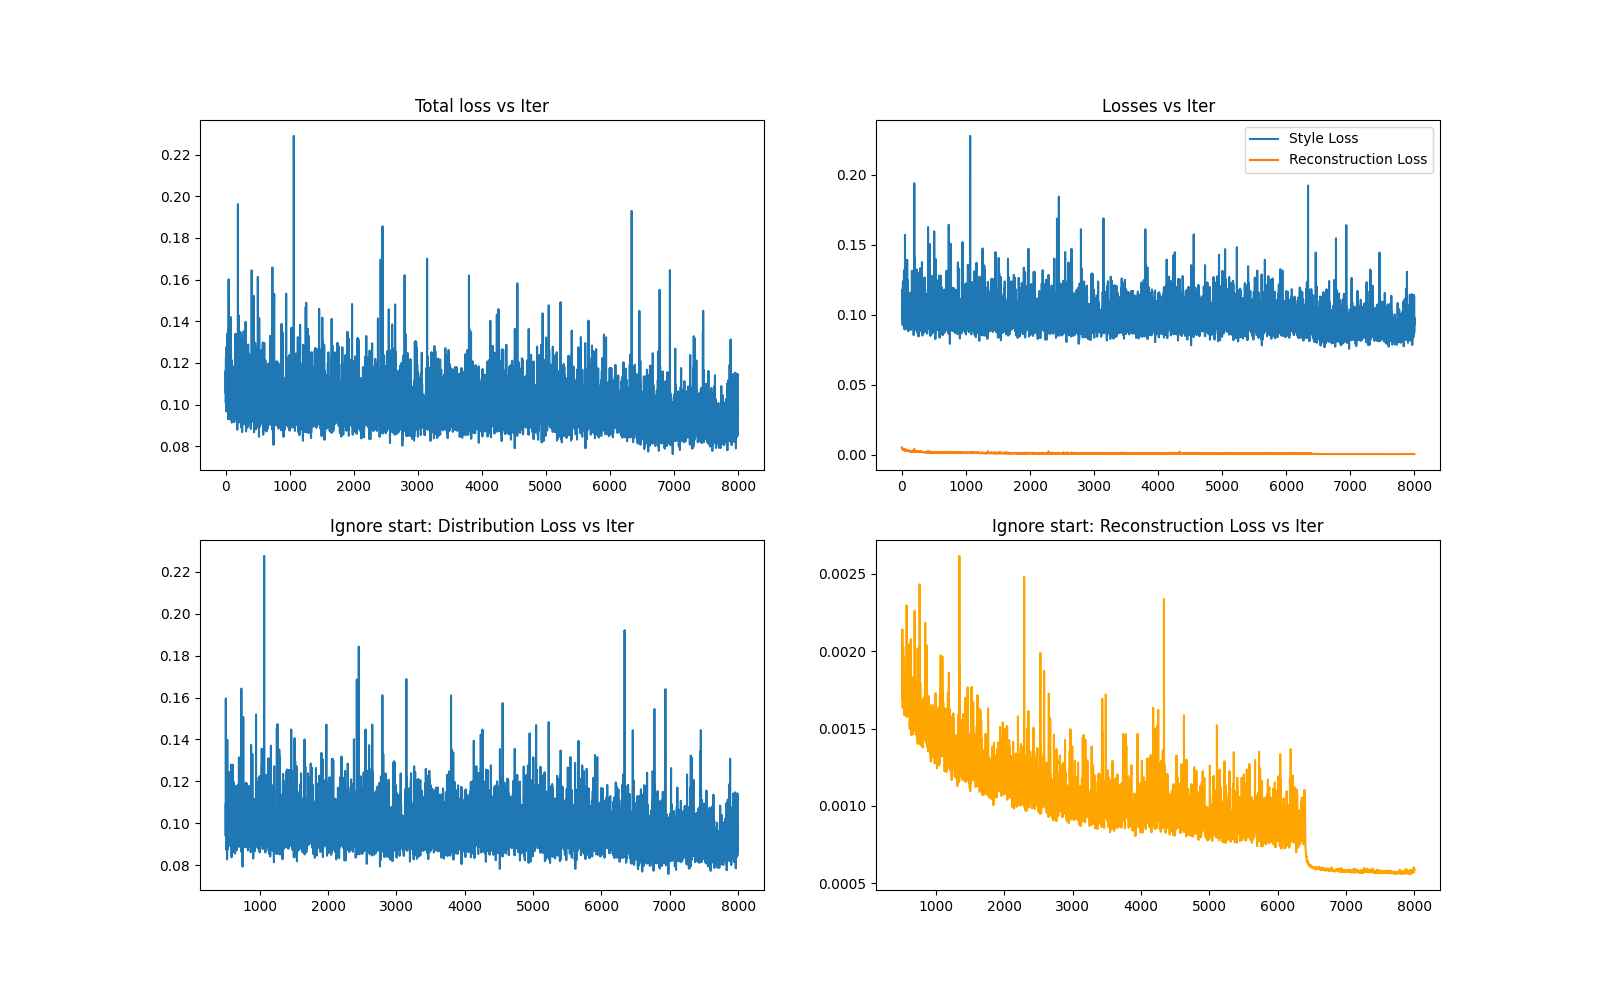 Total loss vs Iter
0.22
0.20
0.18
0.16
0.14
0.12
0.10
0.08
0 1000 2000 3000 4000 5000 6000 7000 8000
Losses vs Iter
Style Loss
Reconstruction Loss
0.20
0.15
0.10
0.05
0.00
0 1000 2000 3000 4000 5000 6000 7000 8000
Ignore start: Distribution Loss vs Iter
0.22
0.20
0.18
0.16
0.14
0.12
0.10
0.08
1000 2000 3000 4000 5000 6000 7000 8000
Ignore start: Reconstruction Loss vs Iter
0.0025
0.0020
0.0015
0.0010
0.0005
1000 2000 3000 4000 5000 6000 7000 8000